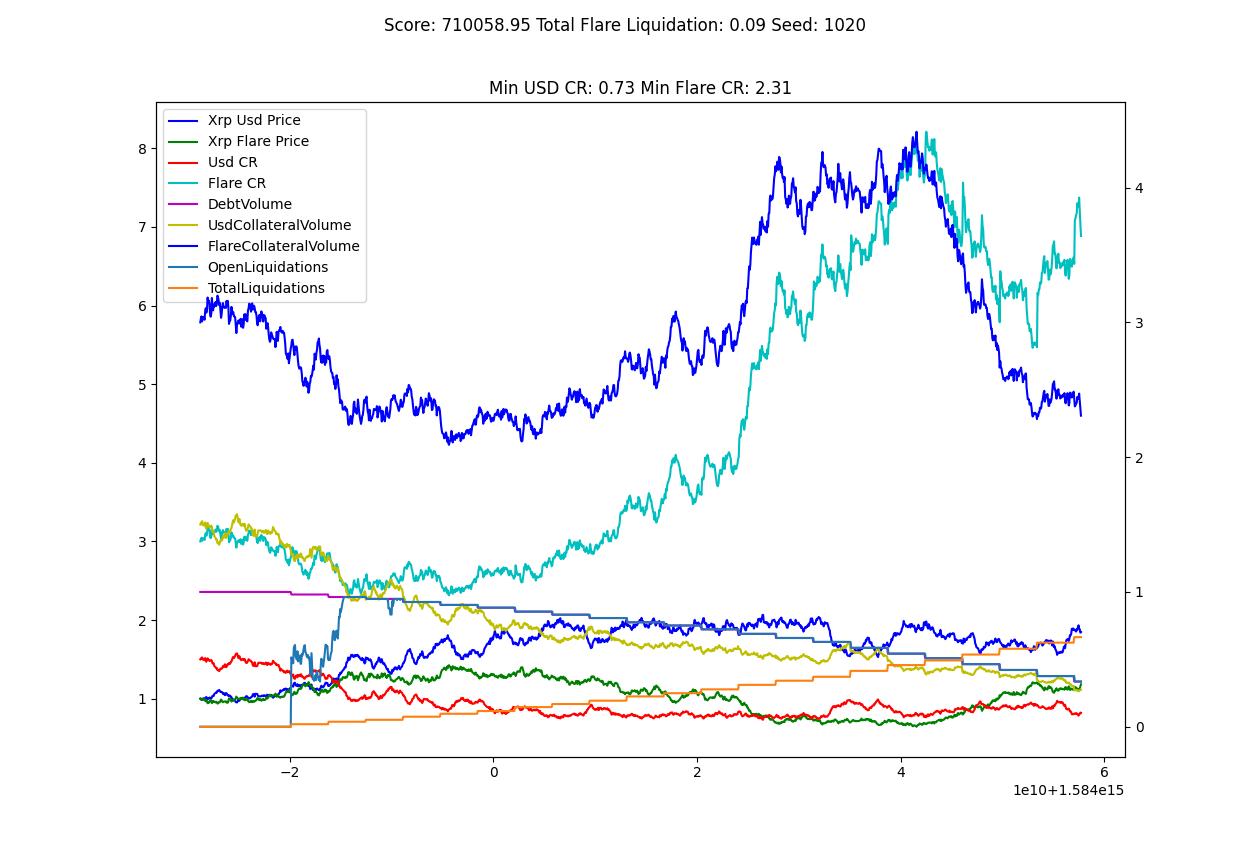 Score: 710058.95 Total Flare Liquidation: 0.09 Seed: 1020
Min USD CR: 0.73 Min Flare CR: 2.31
Xrp Usd Price
Xrp Flare Price
Usd CR
Flare CR
DebtVolume
UsdCollateralVolume
FlareCollateralVolume
OpenLiquidations
TotalLiquidations
8
7
6
5
4
3
2
1
4
3
2
1
0
−2
0
2
4
6
1e10+1.584e15